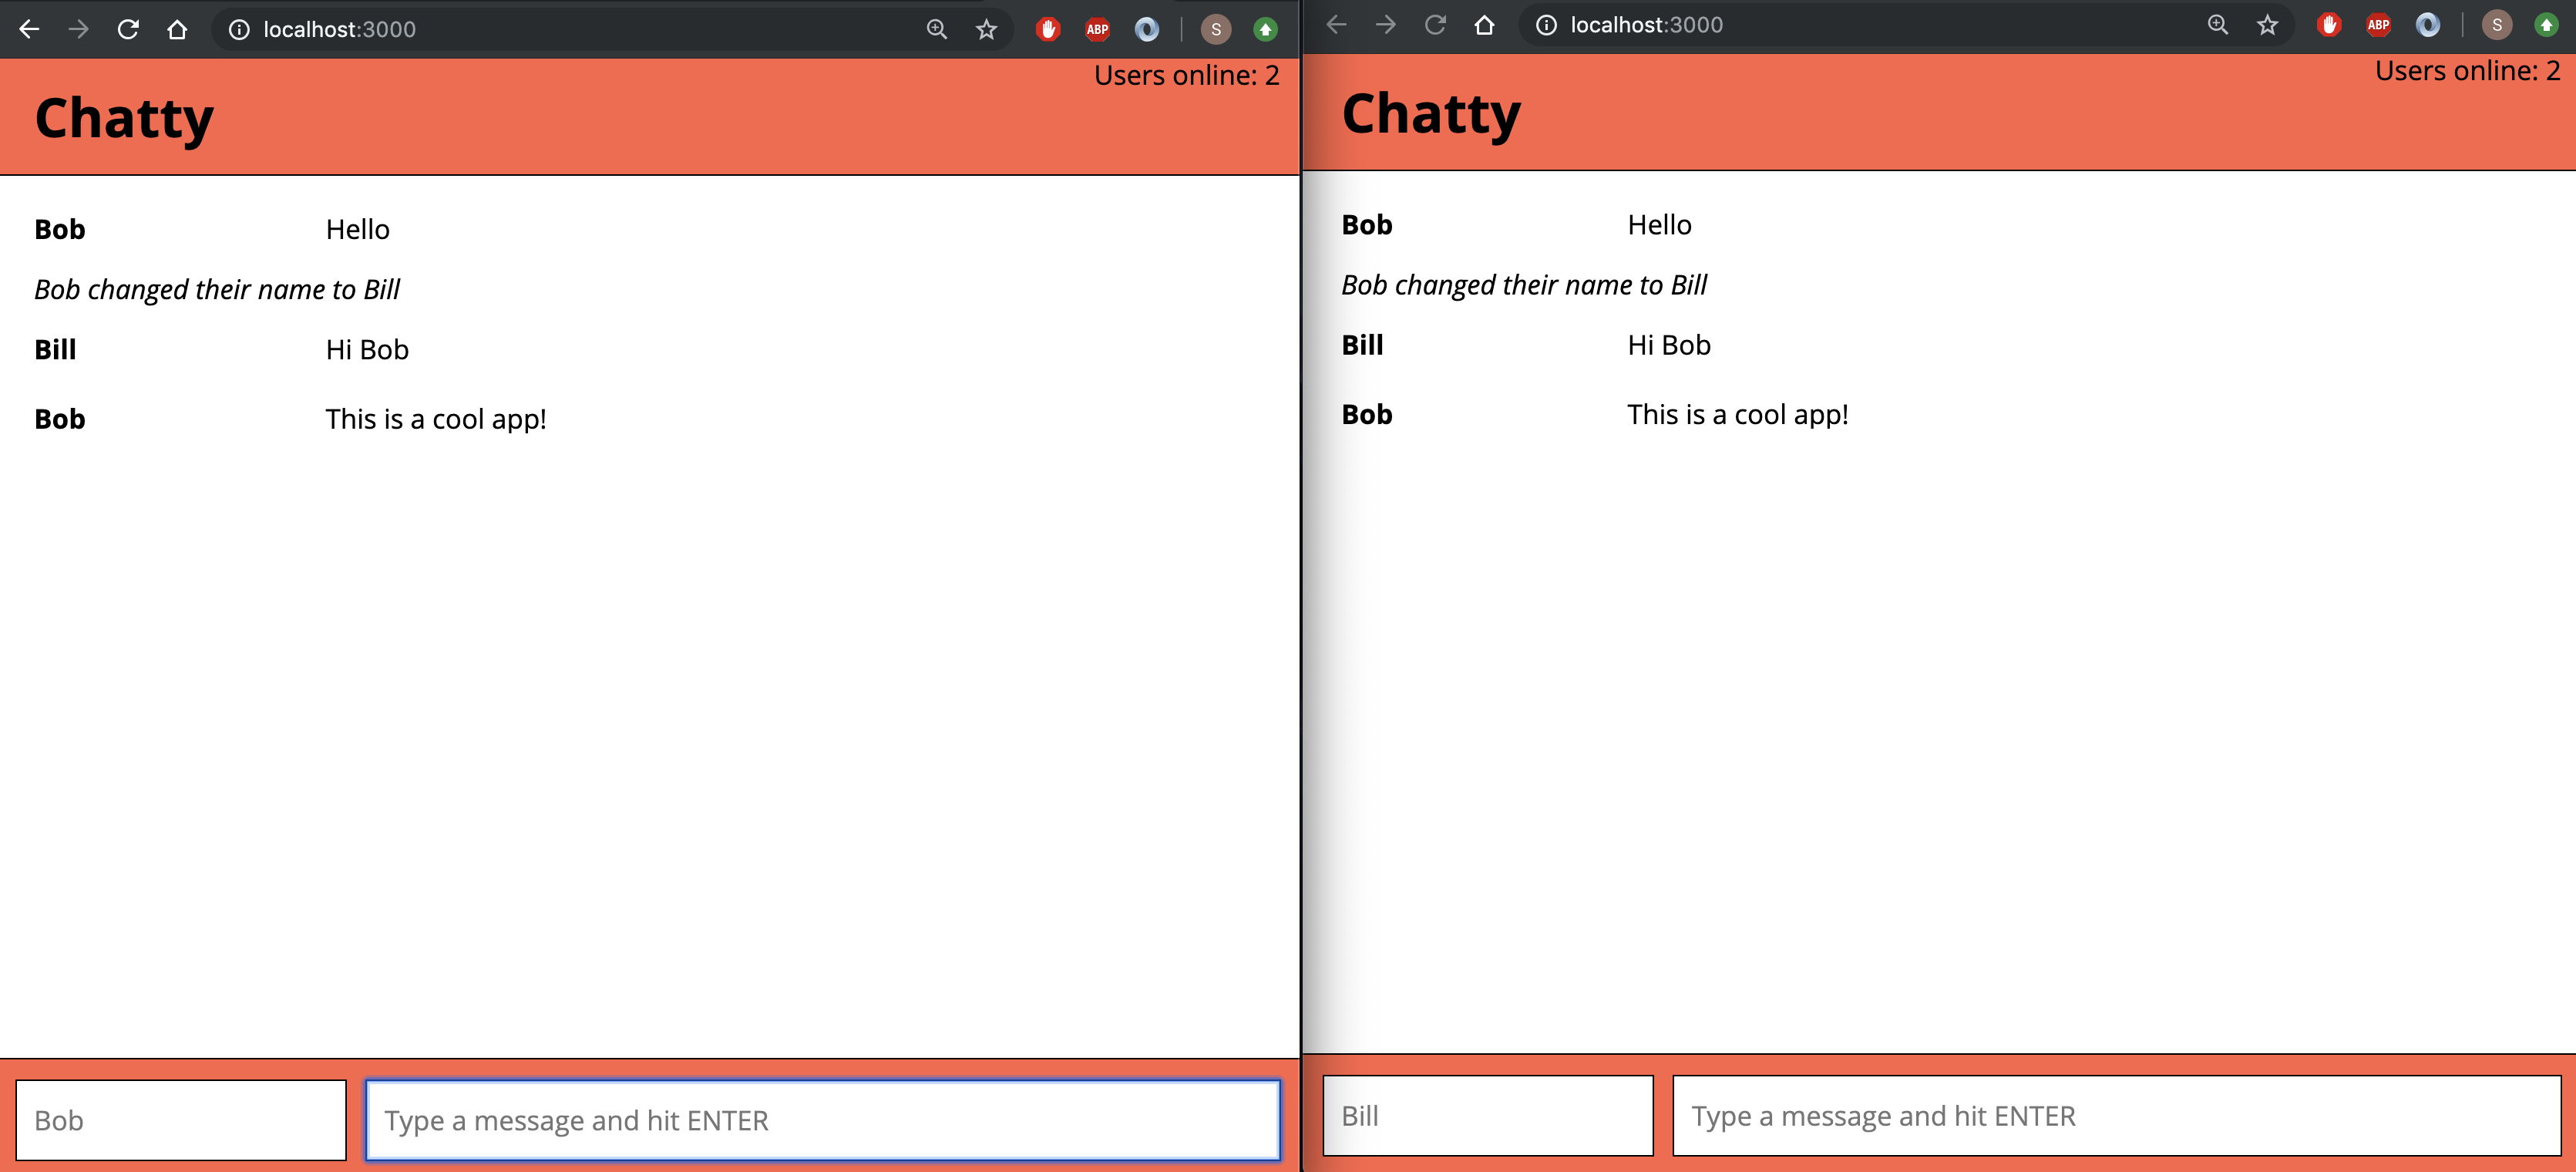 localhost:3000
ABP
S
Users online: 2
Chatty
Bob Hello
Bob changed their name to Bill
Bill Hi Bob
Bob This is a cool app!
Bob Type a message and hit ENTER
localhost:3000
ABP
S
Users online: 2
Chatty
Bob Hello
Bob changed their name to Bill
Bill Hi Bob
Bob This is a cool app!
Bill Type a message and hit ENTER